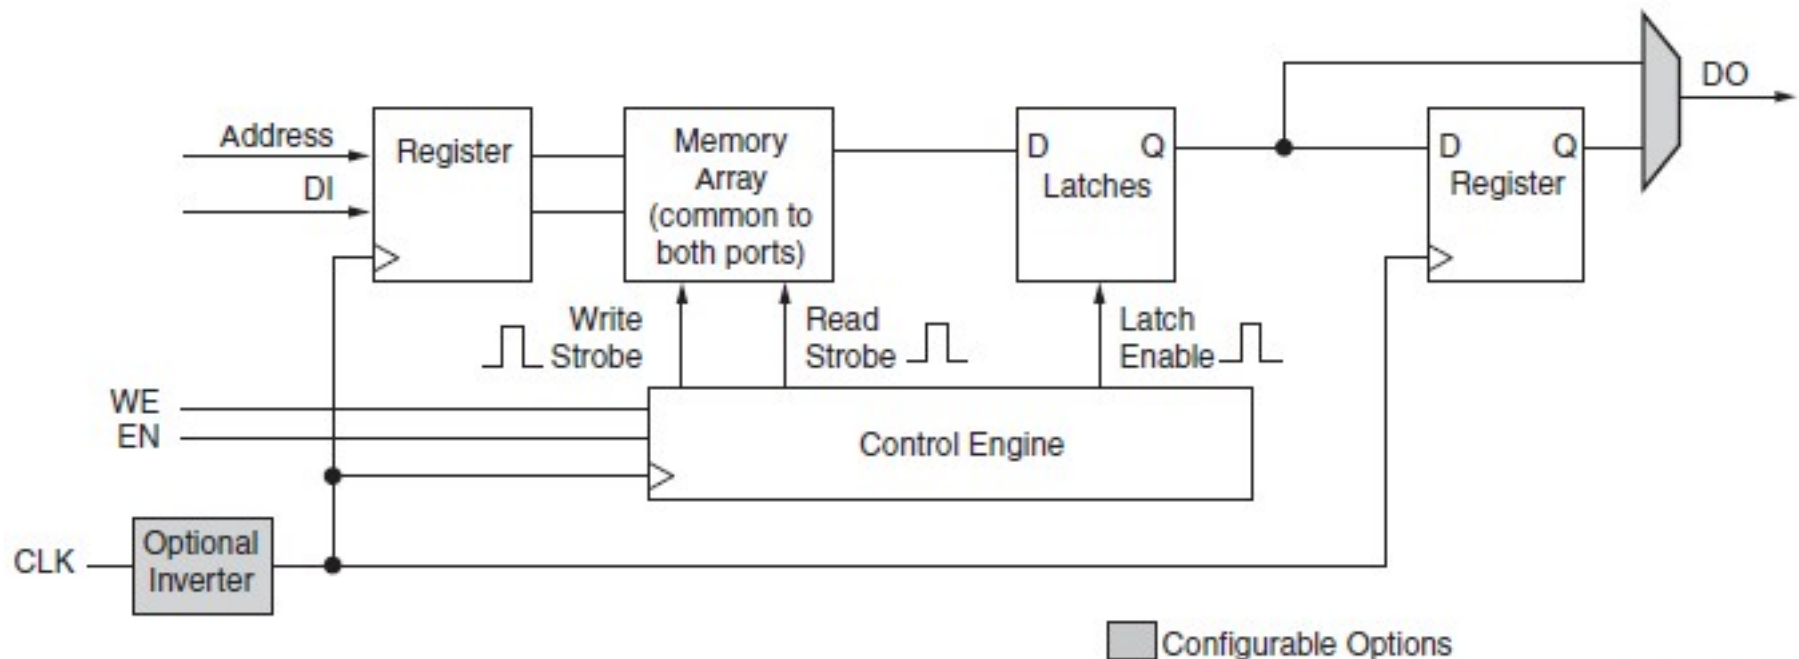 Address
DI
Register
Memory
Array
(common to
both ports)
D Q
Latches
D Q
Register
DO
Write
Strobe
Read
Strobe
Latch
Enable
WE
EN
Control Engine
CLK
Optional
Inverter
Configurable Options